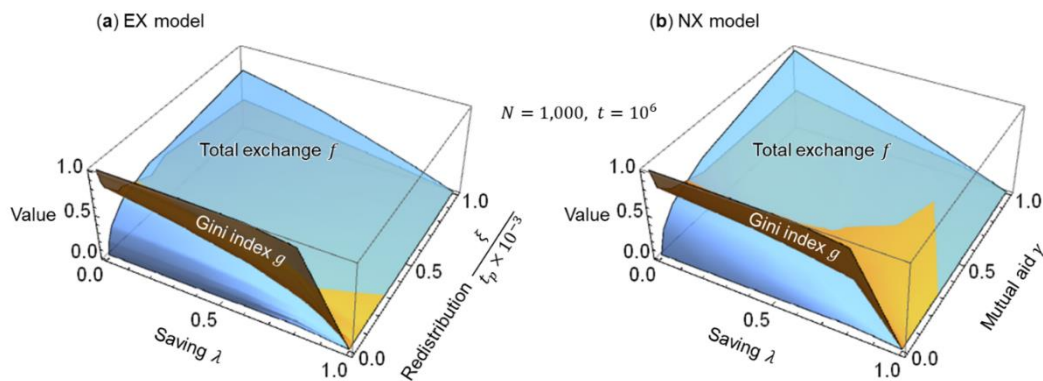 (a) EX model
(b) NX model
N = 1,000, t = 10⁶
Total exchange f
Gini index g
Value
1.0
0.5
0.0
0.0
0.5
1.0
Saving λ
0.0
0.5
1.0
Redistribution ξ / t_p × 10⁻³
Total exchange f
Gini index g
Value
1.0
0.5
0.0
0.0
0.5
1.0
Saving λ
0.0
0.5
1.0
Mutual aid γ